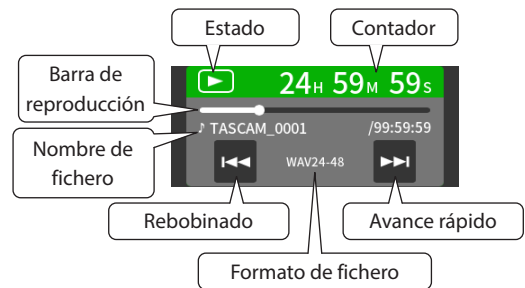 Estado
Contador
Barra de
reproducción
24H 59M 59S
♪ TASCAM_0001 /99:59:59
Nombre de
fichero
WAV24-48
Rebobinado
Avance rápido
Formato de fichero